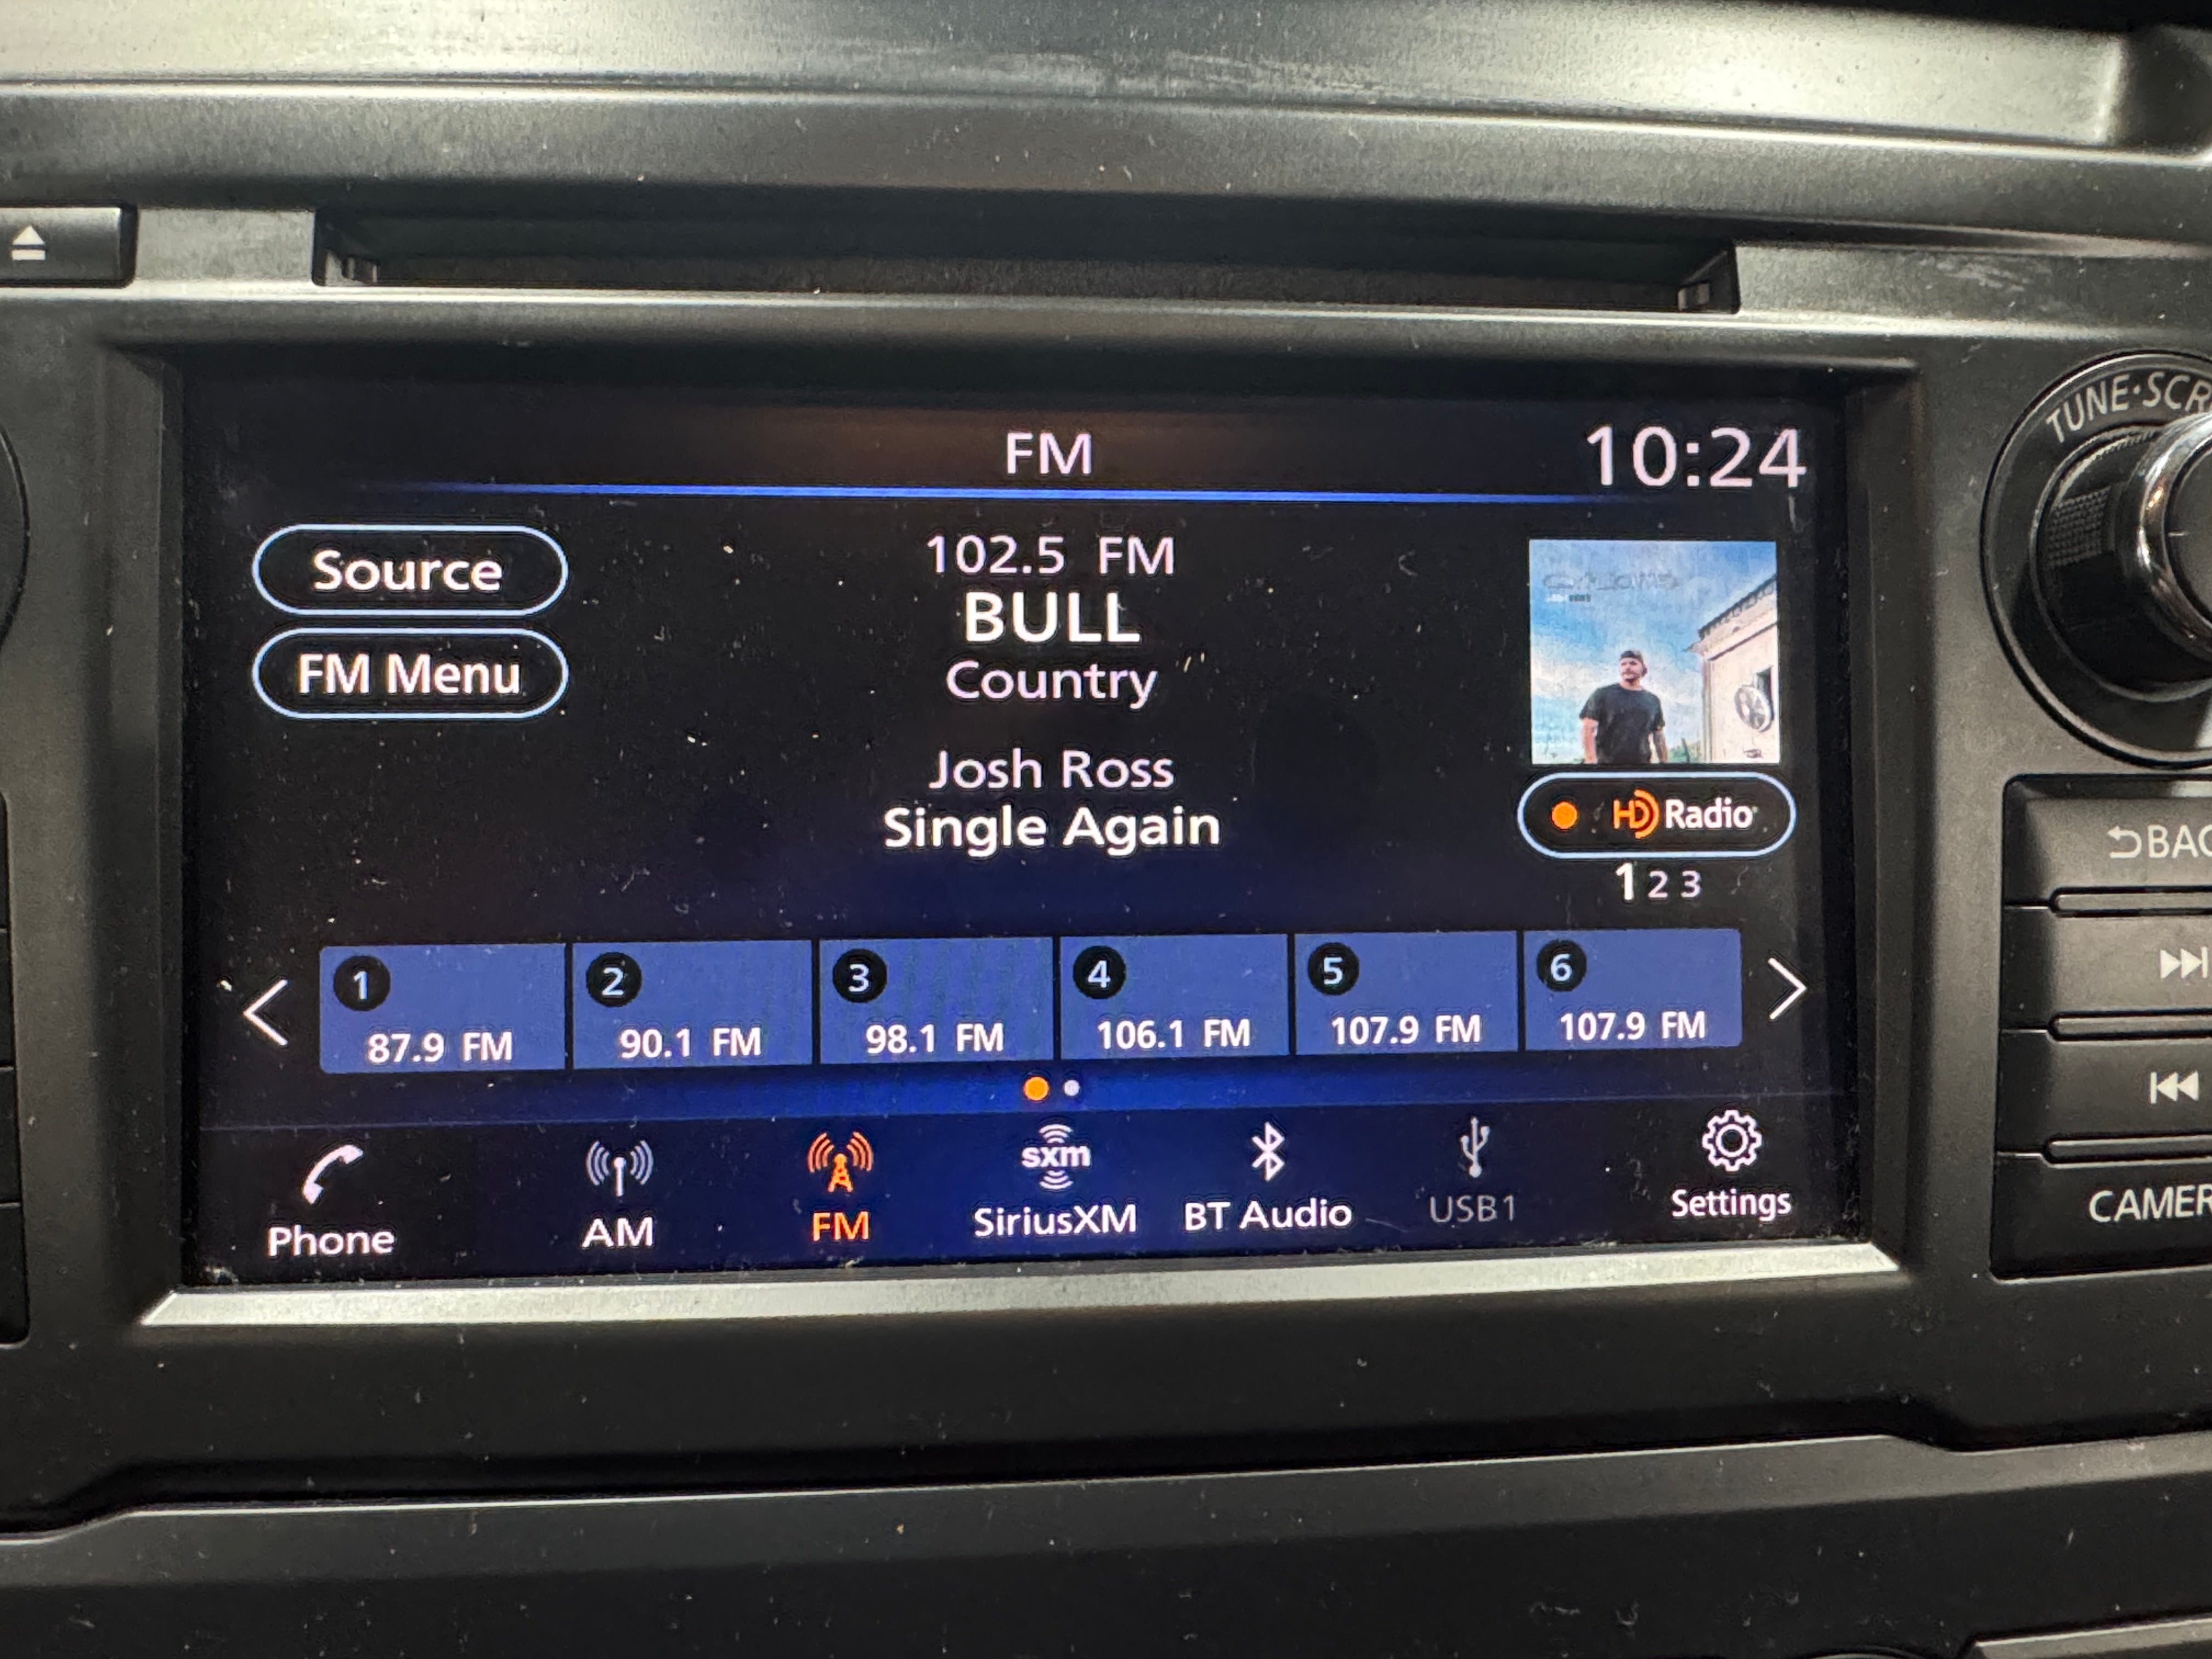 TUNE·SCR
FM
10:24
Source
FM Menu
102.5 FM
BULL
Country
Josh Ross
Single Again
HD Radio
1 2 3
BAC
1
87.9 FM
2
90.1 FM
3
98.1 FM
4
106.1 FM
5
107.9 FM
6
107.9 FM
Phone
AM
FM
sxm
SiriusXM
BT Audio
USB1
Settings
CAMER